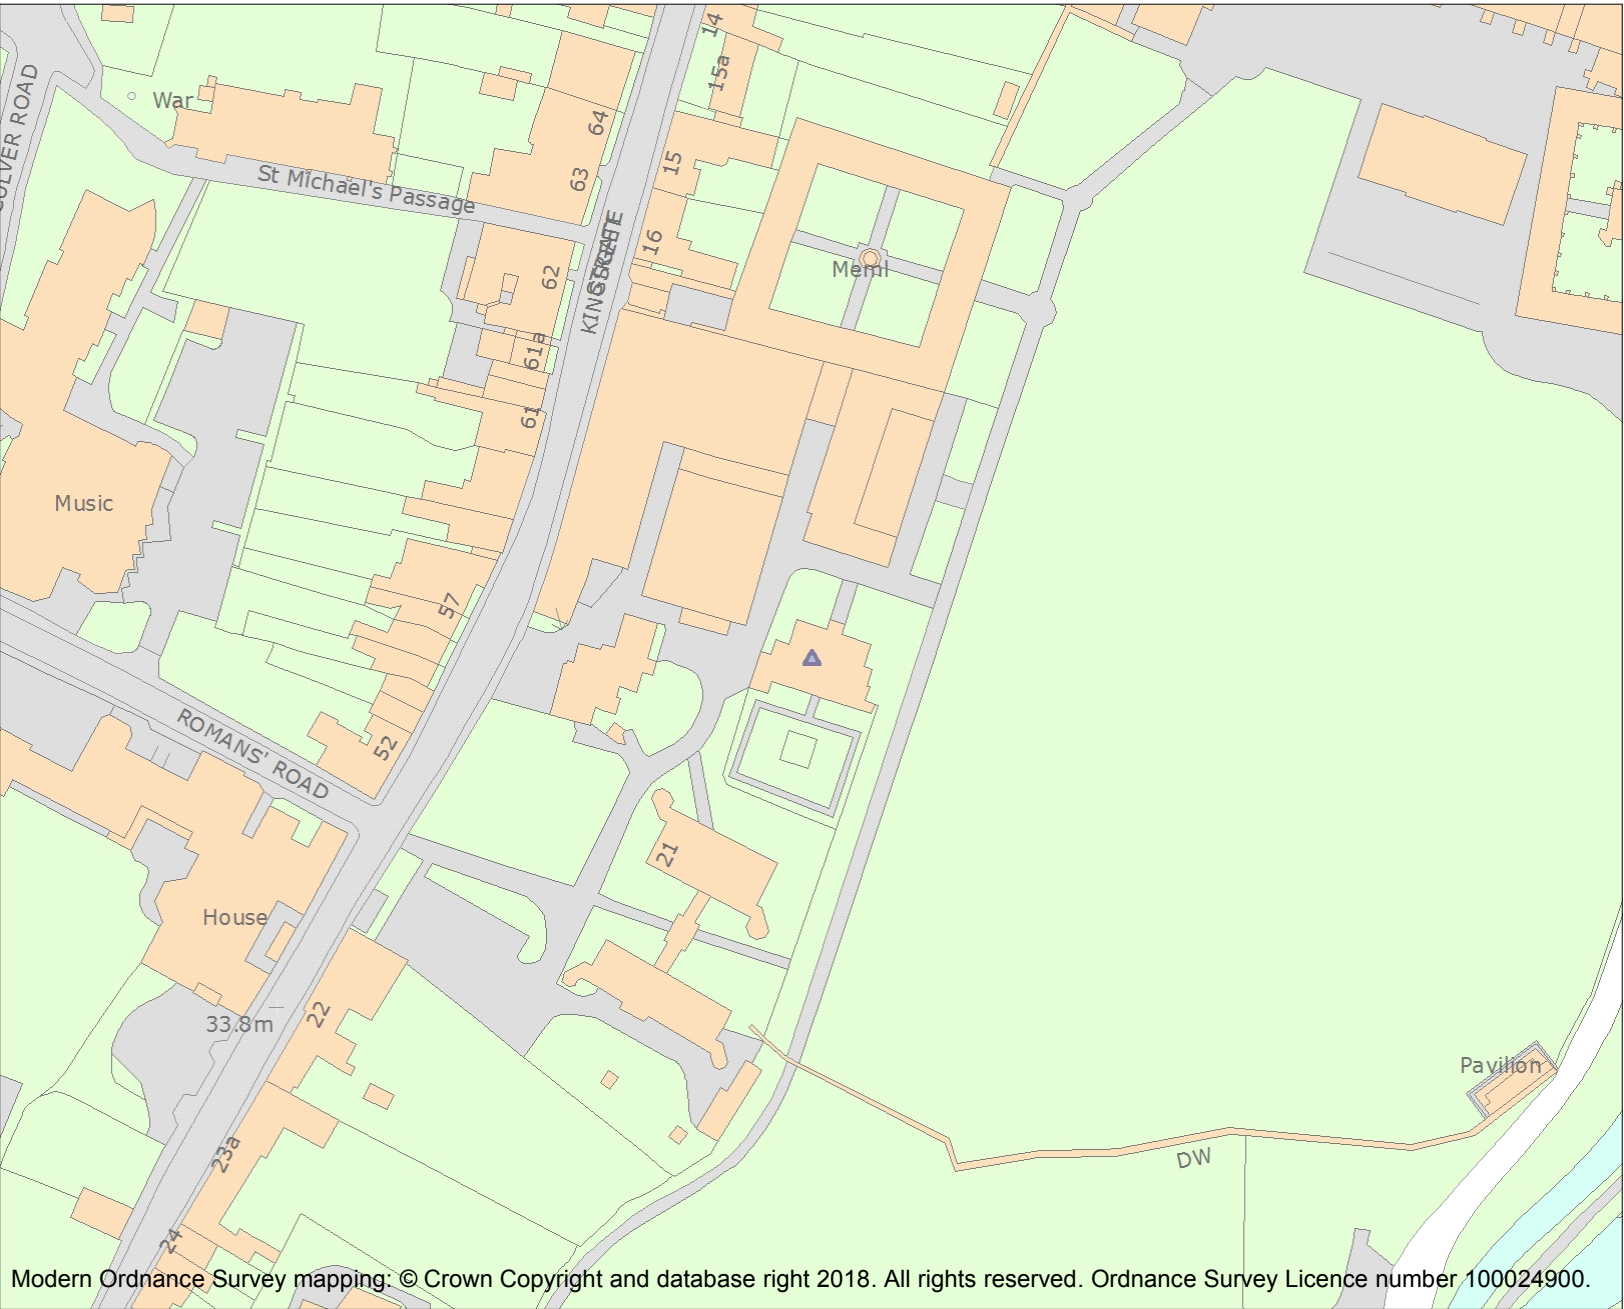 14
15a
CULVER ROAD
War
64
15
St Michael's Passage
63
16
KINGSGATE
STREET
62
Meml
61a
61
Music
57
ROMANS' ROAD
52
21
House
22
33.8m
Pavilion
23a
DW
24
Modern Ordnance Survey mapping: © Crown Copyright and database right 2018. All rights reserved. Ordnance Survey Licence number 100024900.